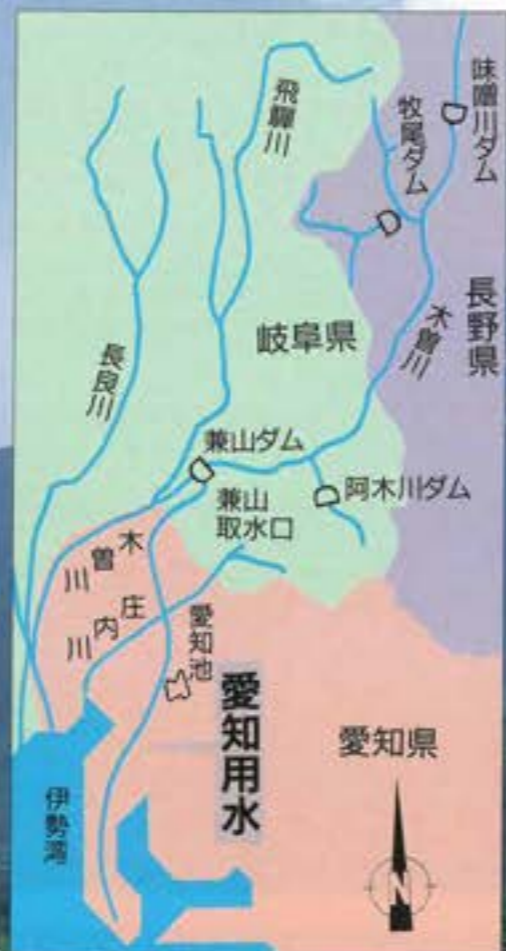 味噌川ダム
牧尾ダム
飛驒川
長野県
木曽川
岐阜県
長良川
兼山ダム
阿木川ダム
兼山
取水口
木曽川
庄内川
愛知池
愛知用水
愛知県
伊勢湾
N